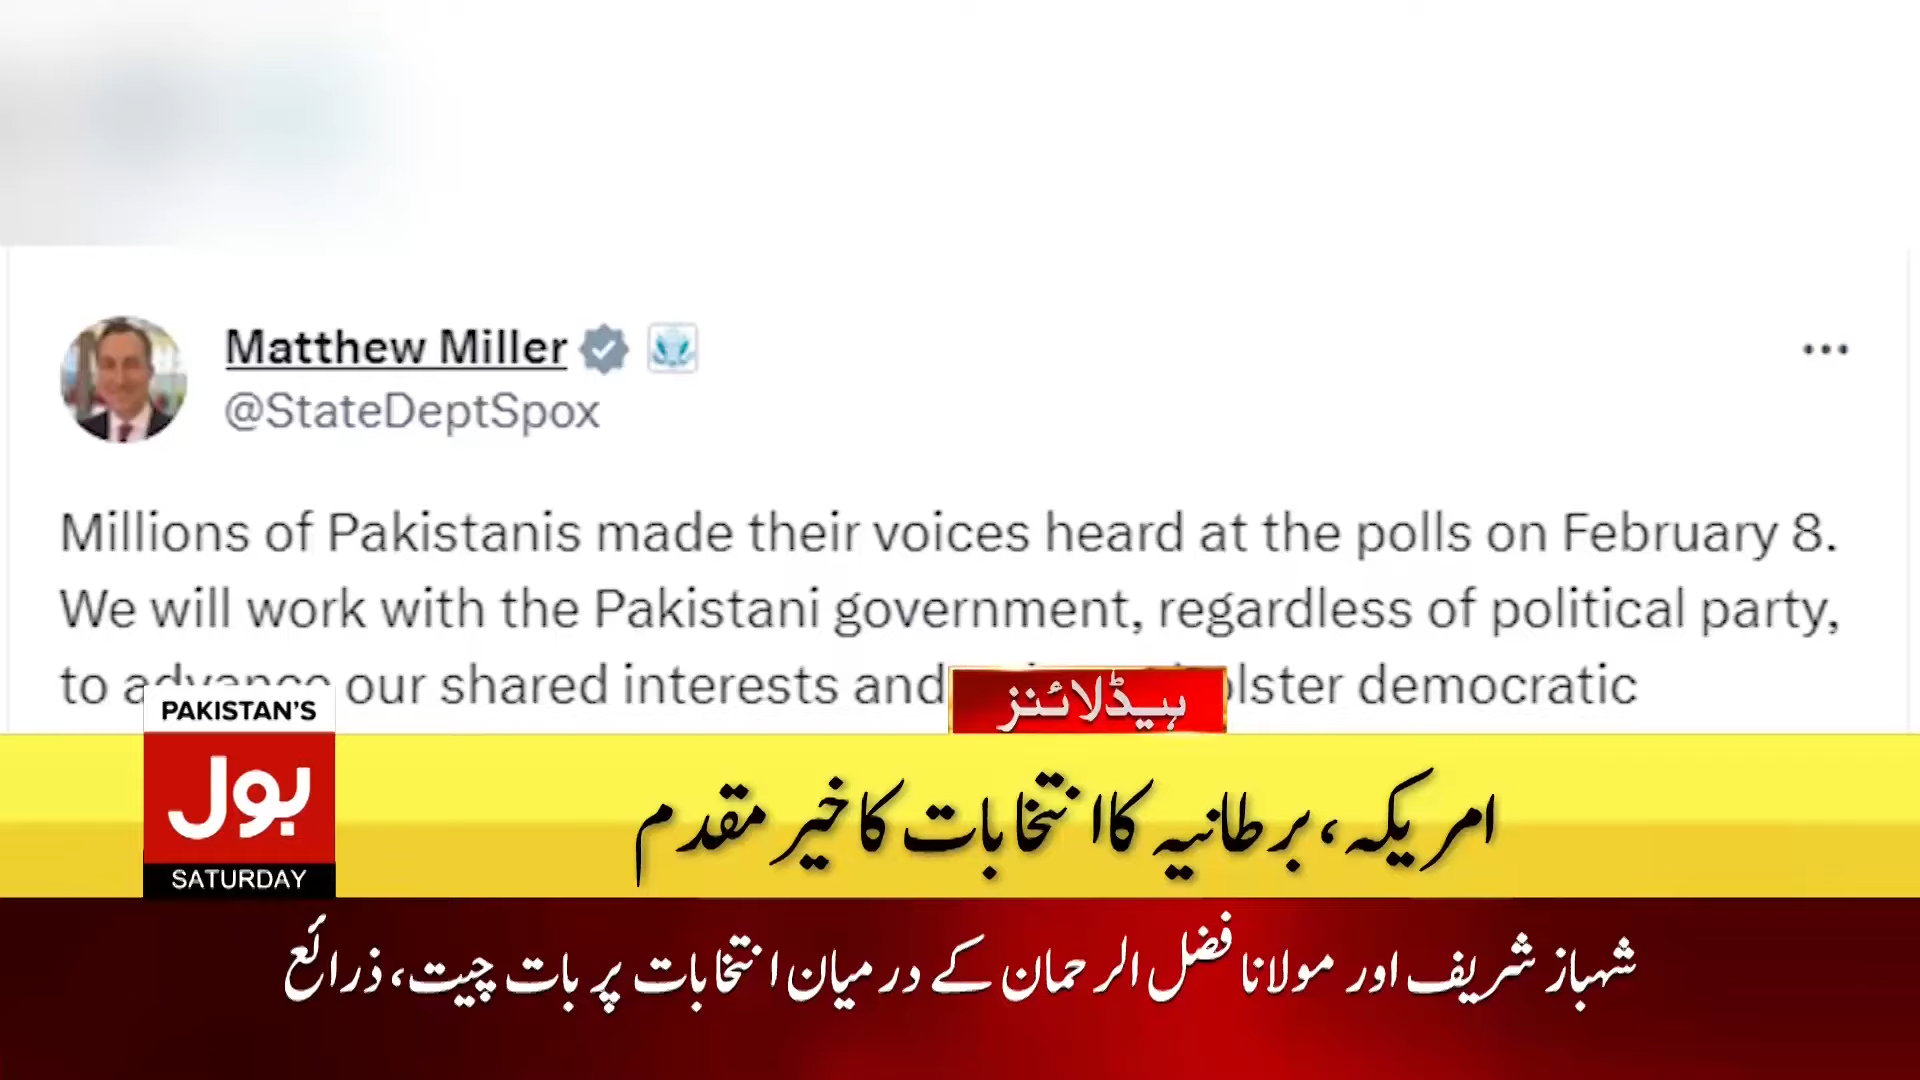 Matthew Miller
@StateDeptSpox
Millions of Pakistanis made their voices heard at the polls on February 8.
We will work with the Pakistani government, regardless of political party,
to advance our shared interests and democratic
ہیڈلائنز
PAKISTAN'S
بول
SATURDAY
امریکہ، برطانیہ کا انتخابات کا خیر مقدم
شہباز شریف اور مولانا فضل الرحمان کے درمیان انتخابات پر بات چیت، ذرائع